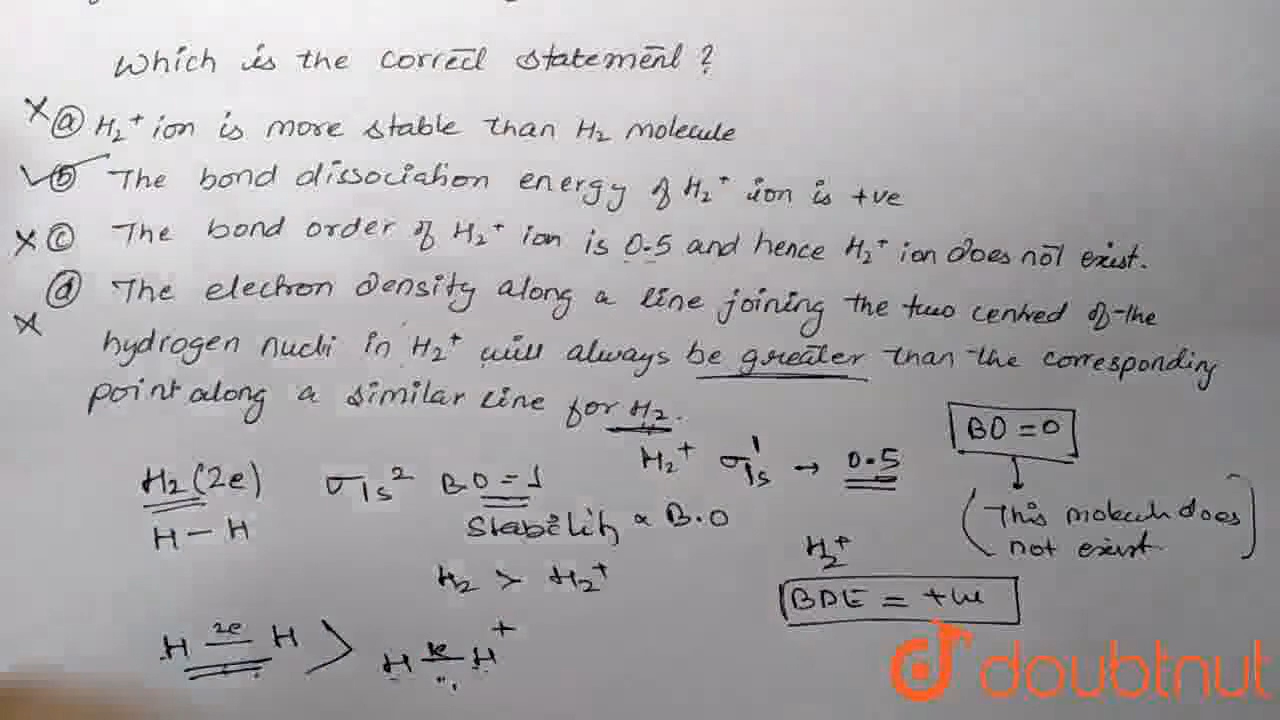 Which is the correct statement?
ⓐ H₂⁺ ion is more stable than H₂ molecule
ⓑ The bond dissociation energy of H₂⁺ ion is +ve
ⓒ The bond order of H₂⁺ ion is 0.5 and hence H₂⁺ ion does not exist.
ⓓ The electron density along a line joining the two centred of the
hydrogen nucli in H₂⁺ will always be greater than the corresponding
point along a similar line for H₂.
H₂ (2e) σ1s² BO = 1
H₂⁺ σ1s¹ → 0.5
BO = 0
H — H
Stability ∝ B.O
(This molecule does
not exist)
H₂ > H₂⁺
H₂⁺
BDE = +ve
H 2e H > H H⁺
doubtnut